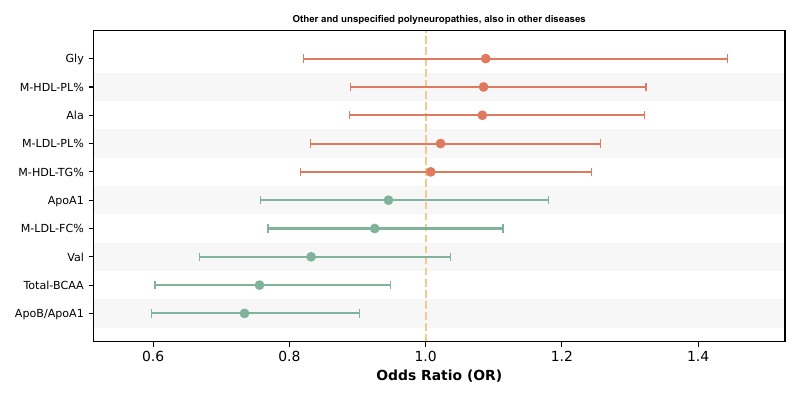 Other and unspecified polyneuropathies, also in other diseases
Gly
M-HDL-PL%
Ala
M-LDL-PL%
M-HDL-TG%
ApoA1
M-LDL-FC%
Val
Total-BCAA
ApoB/ApoA1
0.6 0.8 1.0 1.2 1.4
Odds Ratio (OR)